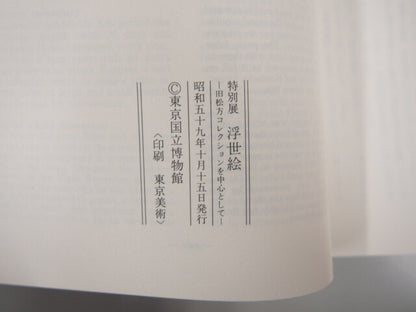 特別展 浮世絵
―旧松方コレクションを中心として―
昭和五十九年十月十五日発行
©東京国立博物館
〈印刷 東京美術〉